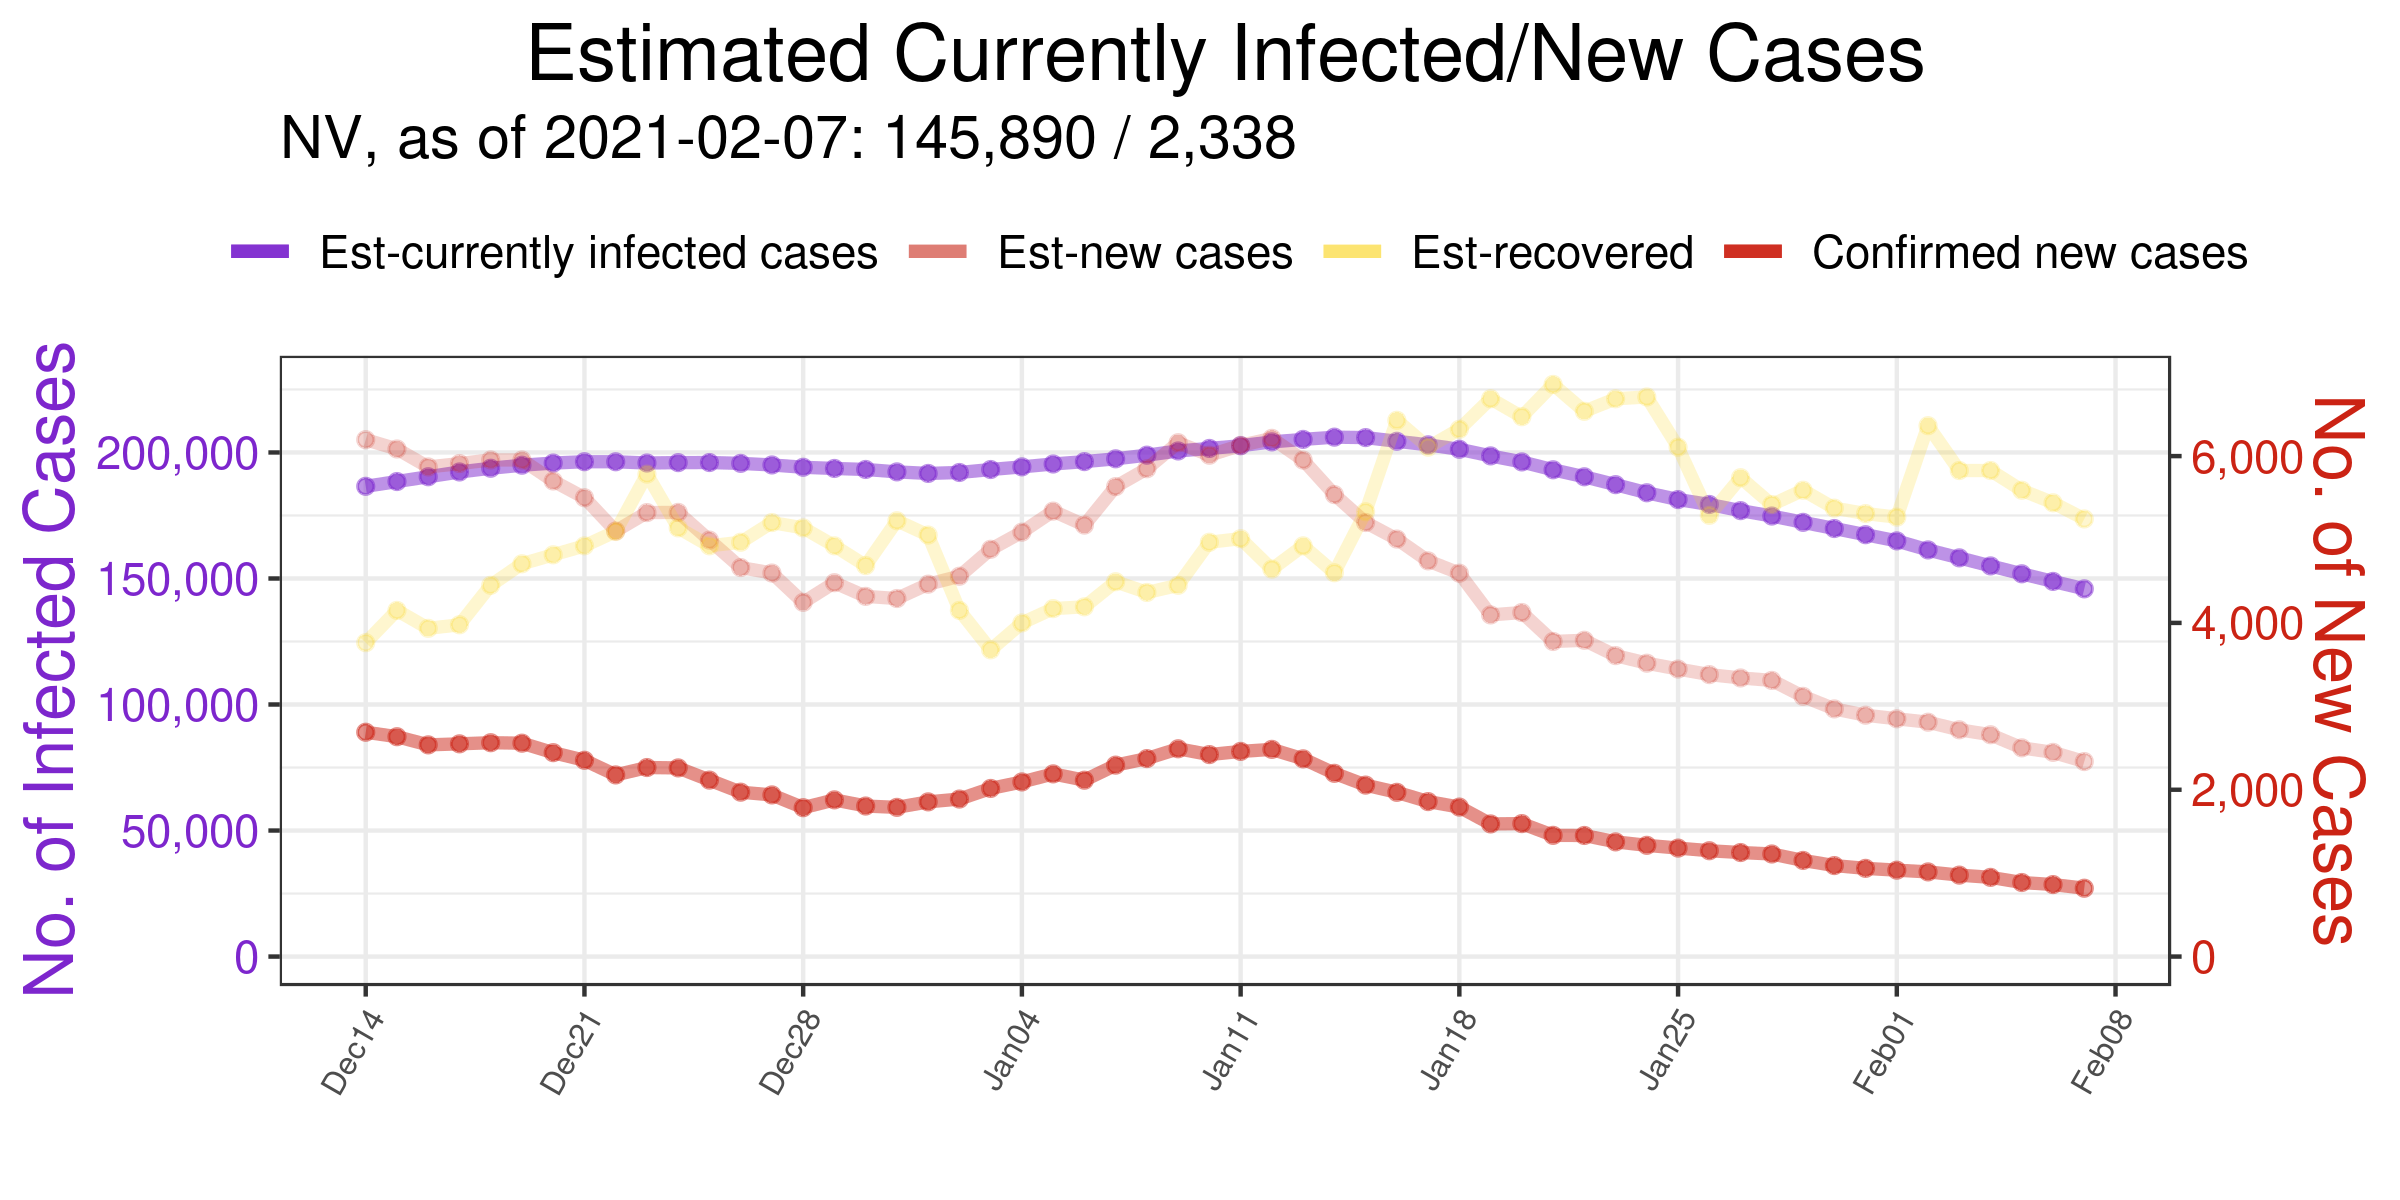 Estimated Currently Infected/New Cases
NV, as of 2021-02-07: 145,890 / 2,338
Est-currently infected cases Est-new cases Est-recovered Confirmed new cases
No. of Infected Cases
200,000
150,000
100,000
50,000
0
6,000
4,000
2,000
0
No. of New Cases
Dec14 Dec21 Dec28 Jan04 Jan11 Jan18 Jan25 Feb01 Feb08